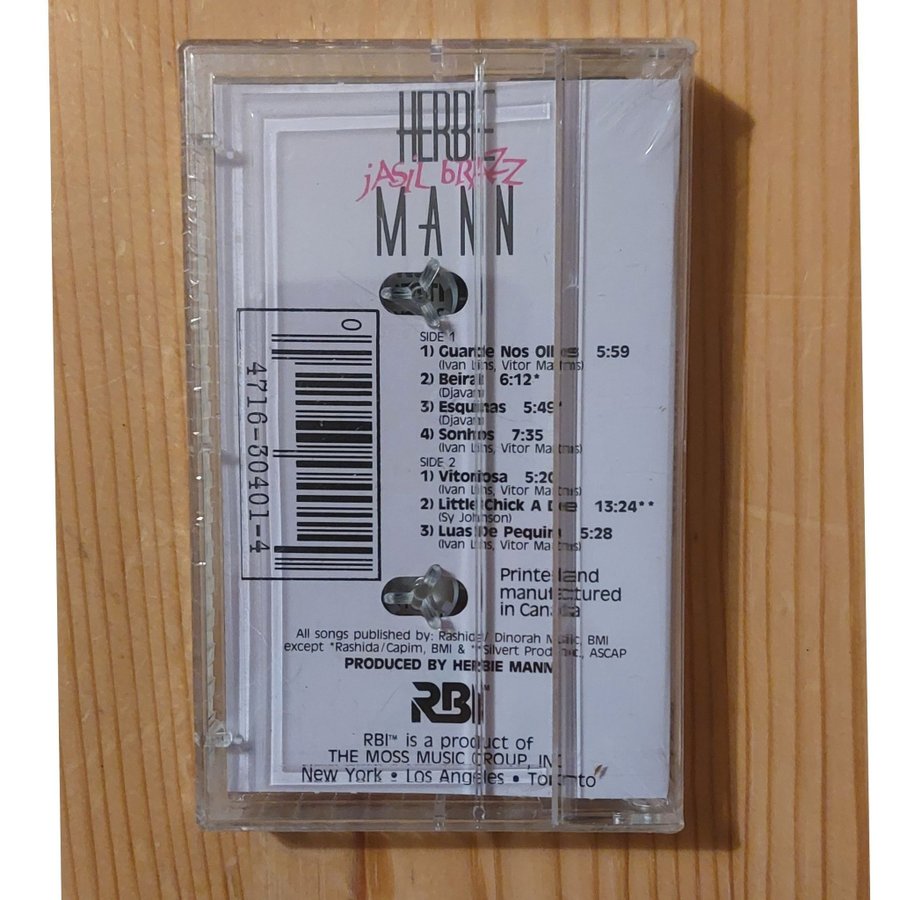 HERBIE
jASiL bRAZZ
MANN
SIDE 1
1) Guarde Nos Olhos 5:59
(Ivan Lins, Vitor Martins)
2) Beiral 6:12*
(Djavan)
3) Esquinas 5:49*
(Djavan)
4) Sonhos 7:35
(Ivan Lins, Vitor Martins)
SIDE 2
1) Vitoriosa 5:20
(Ivan Lins, Vitor Martins)
2) Little Chick A Dee 13:24**
(Sy Johnson)
3) Luas De Pequim 5:28
(Ivan Lins, Vitor Martins)
0
4716-30401-4
Printed and
manufactured
in Canada
All songs published by: Rashida/ Dinorah Music, BMI
except *Rashida/Capim, BMI & **Silvert ASCAP
PRODUCED BY HERBIE MANN
RBI™
RBI™ is a product of
THE MOSS MUSIC GROUP, INC.
New York • Los Angeles • Toronto